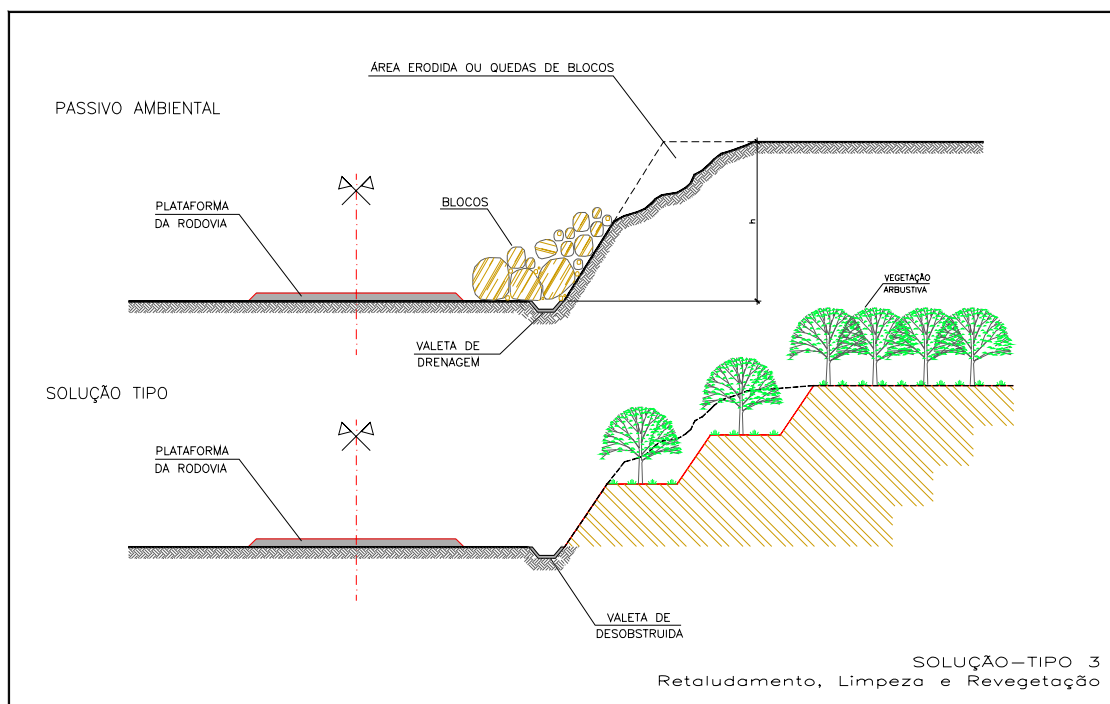 ÁREA ERODIDA OU QUEDAS DE BLOCOS
PASSIVO AMBIENTAL
PLATAFORMA
DA RODOVIA
BLOCOS
h
VALETA DE
DRENAGEM
VEGETAÇÃO
ARBUSTIVA
SOLUÇÃO TIPO
PLATAFORMA
DA RODOVIA
VALETA DE
DESOBSTRUIDA
SOLUÇÃO-TIPO 3
Retaludamento, Limpeza e Revegetação